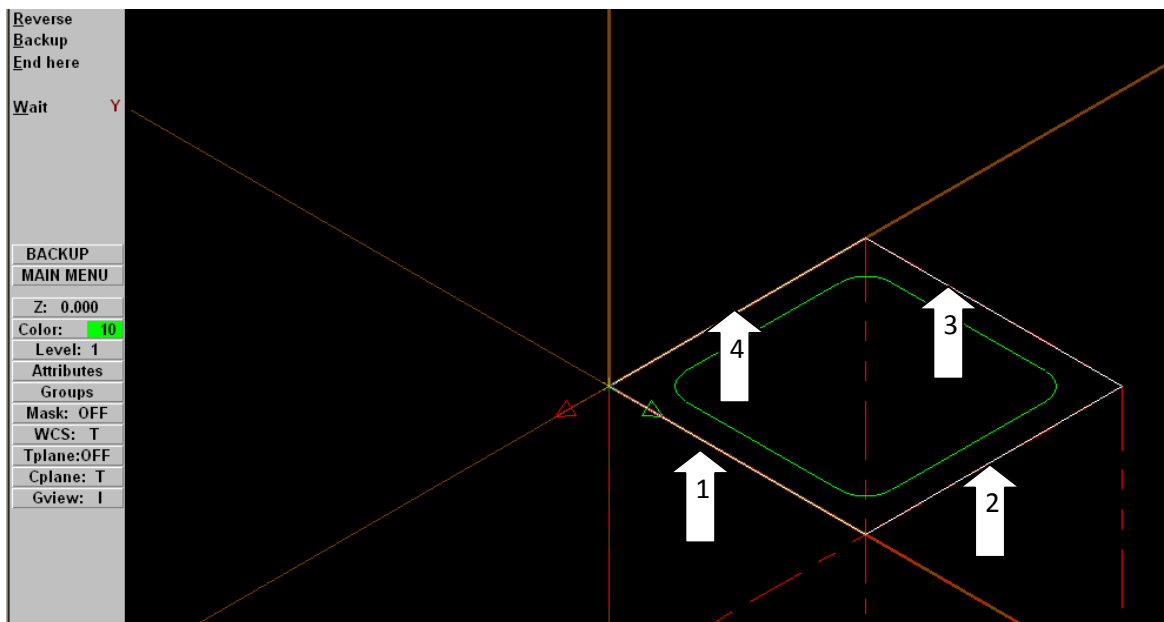 Reverse
Backup
End here
Wait Y
BACKUP
MAIN MENU
Z: 0.000
Color: 10
Level: 1
Attributes
Groups
Mask: OFF
WCS: T
Tplane:OFF
Cplane: T
Gview: I
3
4
1
2